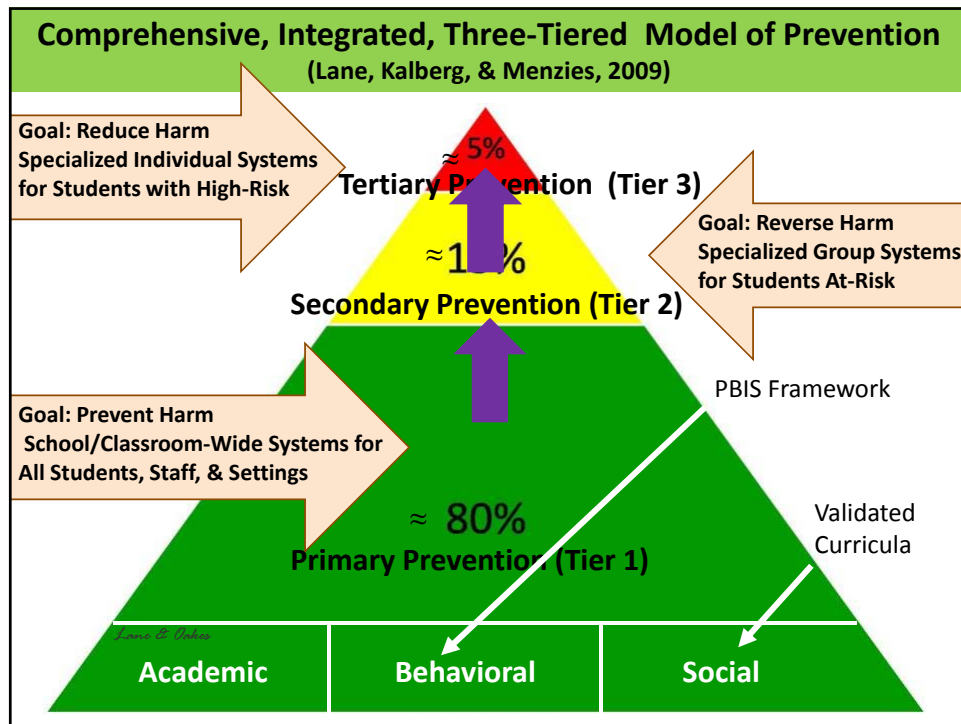 Comprehensive, Integrated, Three-Tiered Model of Prevention
(Lane, Kalberg, & Menzies, 2009)
Goal: Reduce Harm
Specialized Individual Systems
for Students with High-Risk
≈ 5%
Tertiary Prevention (Tier 3)
Goal: Reverse Harm
Specialized Group Systems
for Students At-Risk
≈
Secondary Prevention (Tier 2)
PBIS Framework
Goal: Prevent Harm
School/Classroom-Wide Systems for
All Students, Staff, & Settings
≈ 80%
Primary Prevention (Tier 1)
Validated
Curricula
Lane & Oakes
Academic
Behavioral
Social